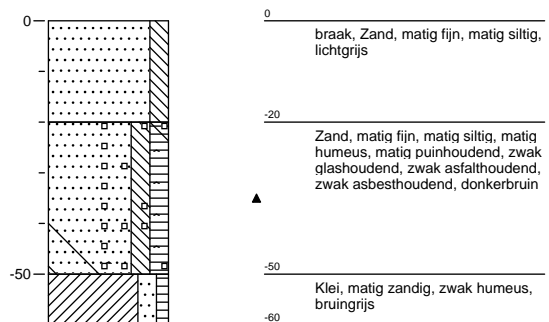 0
0
braak, Zand, matig fijn, matig siltig,
lichtgrijs
-20
Zand, matig fijn, matig siltig, matig
humeus, matig puinhoudend, zwak
glashoudend, zwak asfalthoudend,
zwak asbesthoudend, donkerbruin
-50
-50
Klei, matig zandig, zwak humeus,
bruingrijs
-60